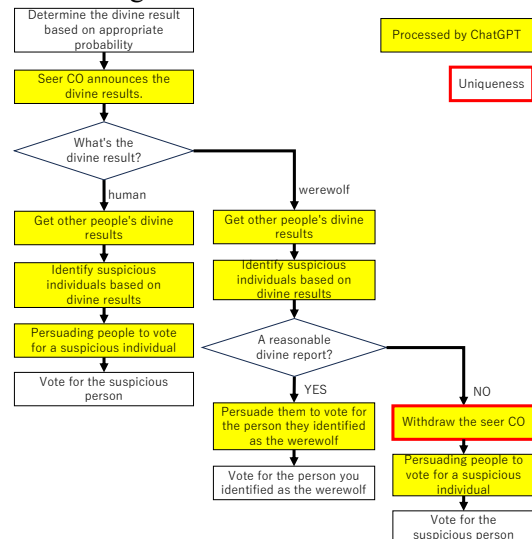 Determine the divine result
based on appropriate
probability
Processed by ChatGPT
Seer CO announces the
divine results.
Uniqueness
What's the
divine result?
human
werewolf
Get other people's divine
results
Get other people's divine
results
Identify suspicious
individuals based on
divine results
Identify suspicious
individuals based on
divine results
Persuading people to vote
for a suspicious individual
A reasonable
divine report?
Vote for the suspicious
person
YES
NO
Persuade them to vote for
the person they identified
as the werewolf
Withdraw the seer CO
Vote for the person you
identified as the werewolf
Persuading people to
vote for a suspicious
individual
Vote for the
suspicious person